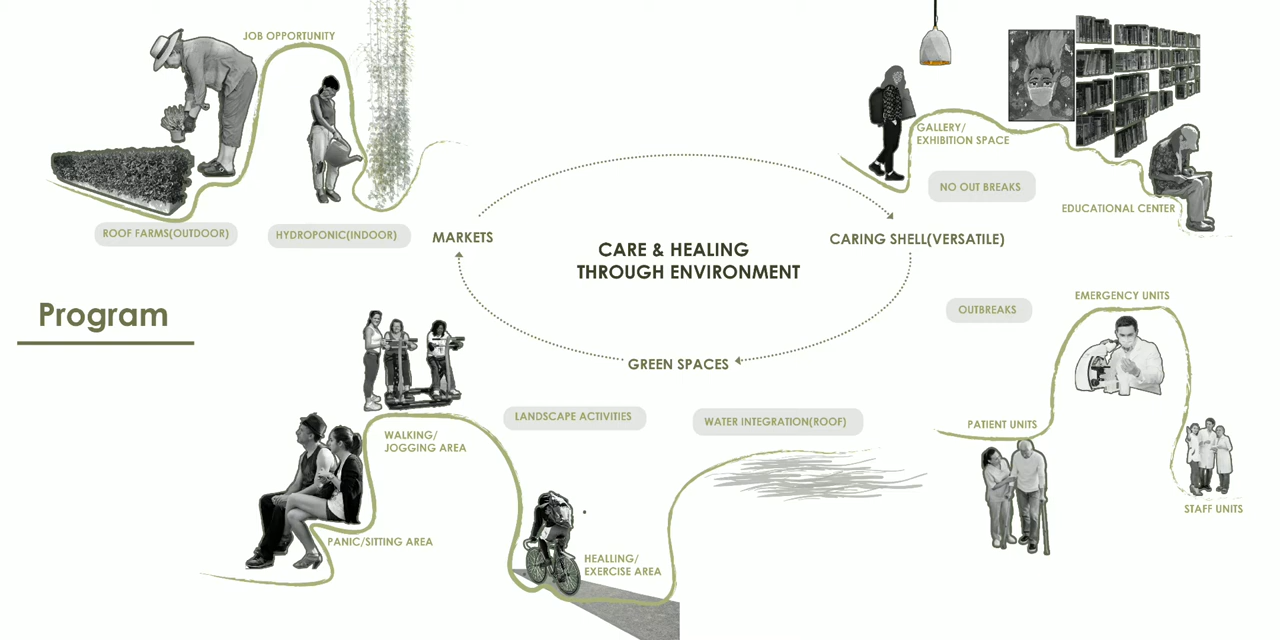 JOB OPPORTUNITY
ROOF FARMS(OUTDOOR)
HYDROPONIC(INDOOR)
MARKETS
GALLERY/
EXHIBITION SPACE
NO OUT BREAKS
EDUCATIONAL CENTER
CARING SHELL(VERSATILE)
CARE & HEALING
THROUGH ENVIRONMENT
Program
OUTBREAKS
EMERGENCY UNITS
PATIENT UNITS
STAFF UNITS
GREEN SPACES
LANDSCAPE ACTIVITIES
WATER INTEGRATION(ROOF)
WALKING/
JOGGING AREA
PANIC/SITTING AREA
HEALLING/
EXERCISE AREA